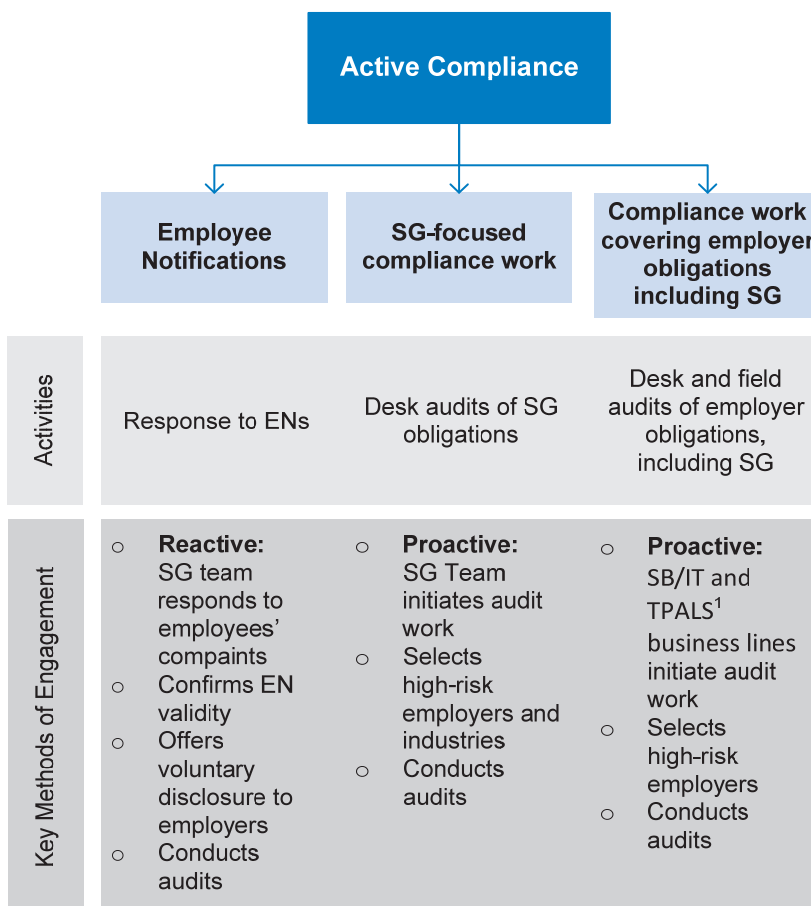 Active Compliance
Employee
Notifications
SG-focused
compliance work
Compliance work
covering employer
obligations
including SG
Activities
Response to ENs
Desk audits of SG
obligations
Desk and field
audits of employer
obligations,
including SG
Key Methods of Engagement
o Reactive:
SG team
responds to
employees’
compaints
o Confirms EN
validity
o Offers
voluntary
disclosure to
employers
o Conducts
audits
o Proactive:
SG Team
initiates audit
work
o Selects
high-risk
employers and
industries
o Conducts
audits
o Proactive:
SB/IT and
TPALS¹
business lines
initiate audit
work
o Selects
high-risk
employers
o Conducts
audits